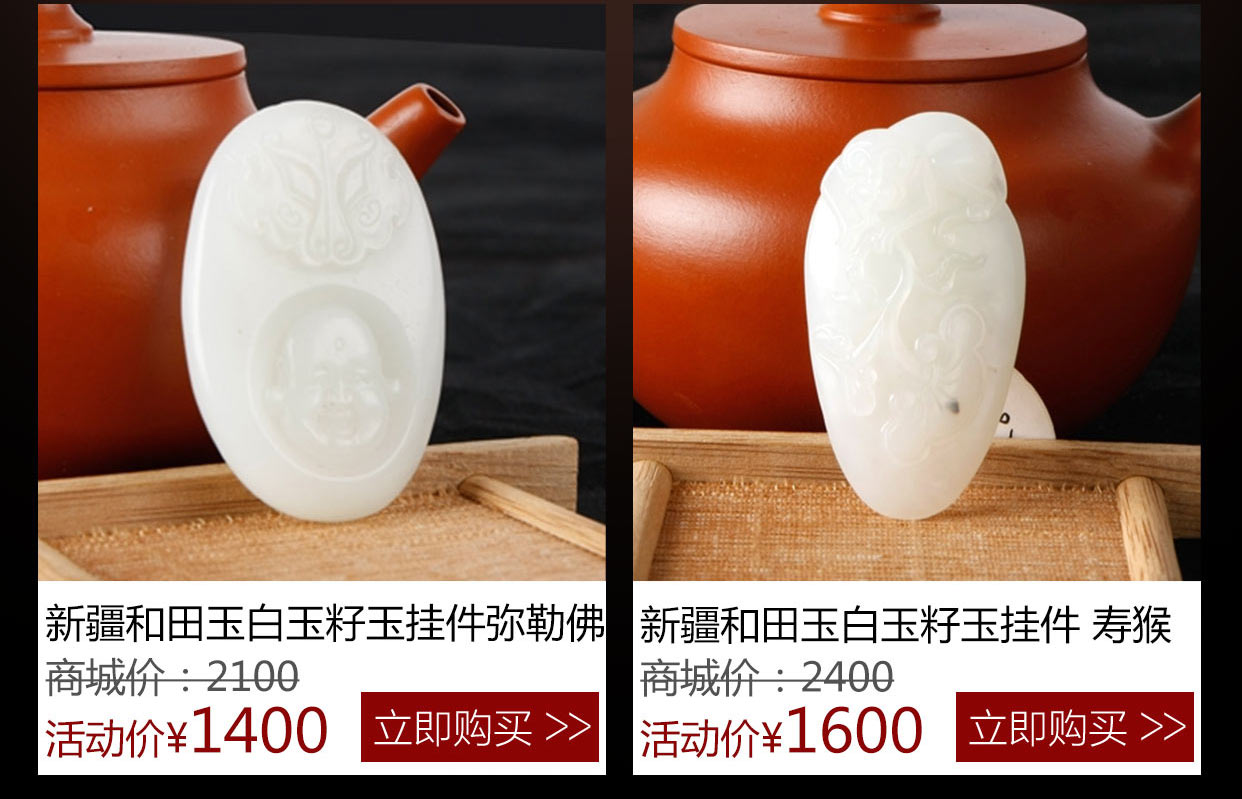 新疆和田玉白玉籽玉挂件弥勒佛
商城价：2100
活动价¥1400
立即购买 >>
新疆和田玉白玉籽玉挂件 寿猴
商城价：2400
活动价¥1600
立即购买 >>